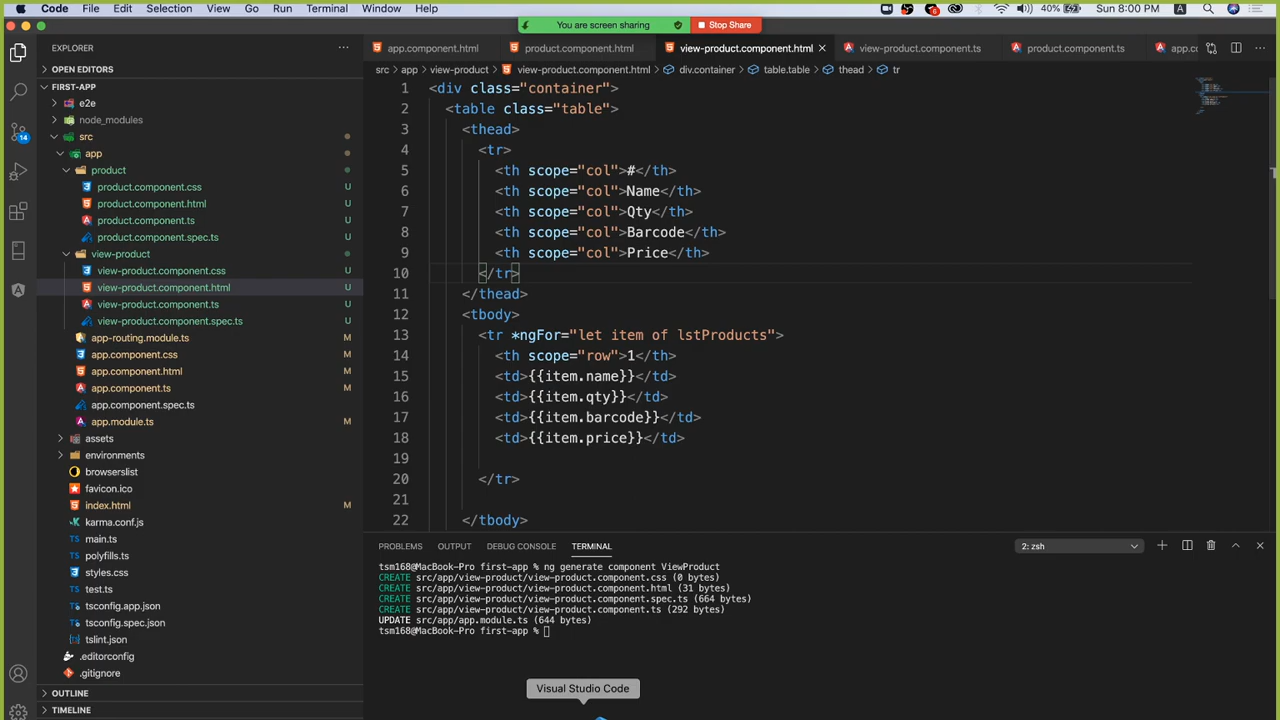 Code File Edit Selection View Go Run Terminal Window Help
6 40% Sun 8:00 PM A
You are screen sharing Stop Share
EXPLORER
OPEN EDITORS
FIRST-APP
e2e
node_modules
src
app
product
product.component.css U
product.component.html U
product.component.ts U
product.component.spec.ts U
view-product
view-product.component.css U
view-product.component.html U
view-product.component.ts U
view-product.component.spec.ts U
app-routing.module.ts M
app.component.css M
app.component.html M
app.component.ts M
app.component.spec.ts
app.module.ts M
assets
environments
browserslist
favicon.ico
index.html M
karma.conf.js
main.ts
polyfills.ts
styles.css
test.ts
tsconfig.app.json
tsconfig.spec.json
tslint.json
.editorconfig
.gitignore
OUTLINE
TIMELINE
14
app.component.html product.component.html view-product.component.html view-product.component.ts product.component.ts app.cc
src > app > view-product > view-product.component.html > div.container > table.table > thead > tr
1 <div class="container">
2 <table class="table">
3 <thead>
4 <tr>
5 <th scope="col">#</th>
6 <th scope="col">Name</th>
7 <th scope="col">Qty</th>
8 <th scope="col">Barcode</th>
9 <th scope="col">Price</th>
10 </tr>
11 </thead>
12 <tbody>
13 <tr *ngFor="let item of lstProducts">
14 <th scope="row">1</th>
15 <td>{{item.name}}</td>
16 <td>{{item.qty}}</td>
17 <td>{{item.barcode}}</td>
18 <td>{{item.price}}</td>
19
20 </tr>
21
22 </tbody>
PROBLEMS OUTPUT DEBUG CONSOLE TERMINAL 2: zsh
tsm168@MacBook-Pro first-app % ng generate component ViewProduct
CREATE src/app/view-product/view-product.component.css (0 bytes)
CREATE src/app/view-product/view-product.component.html (31 bytes)
CREATE src/app/view-product/view-product.component.spec.ts (664 bytes)
CREATE src/app/view-product/view-product.component.ts (292 bytes)
UPDATE src/app/app.module.ts (644 bytes)
tsm168@MacBook-Pro first-app %
Visual Studio Code